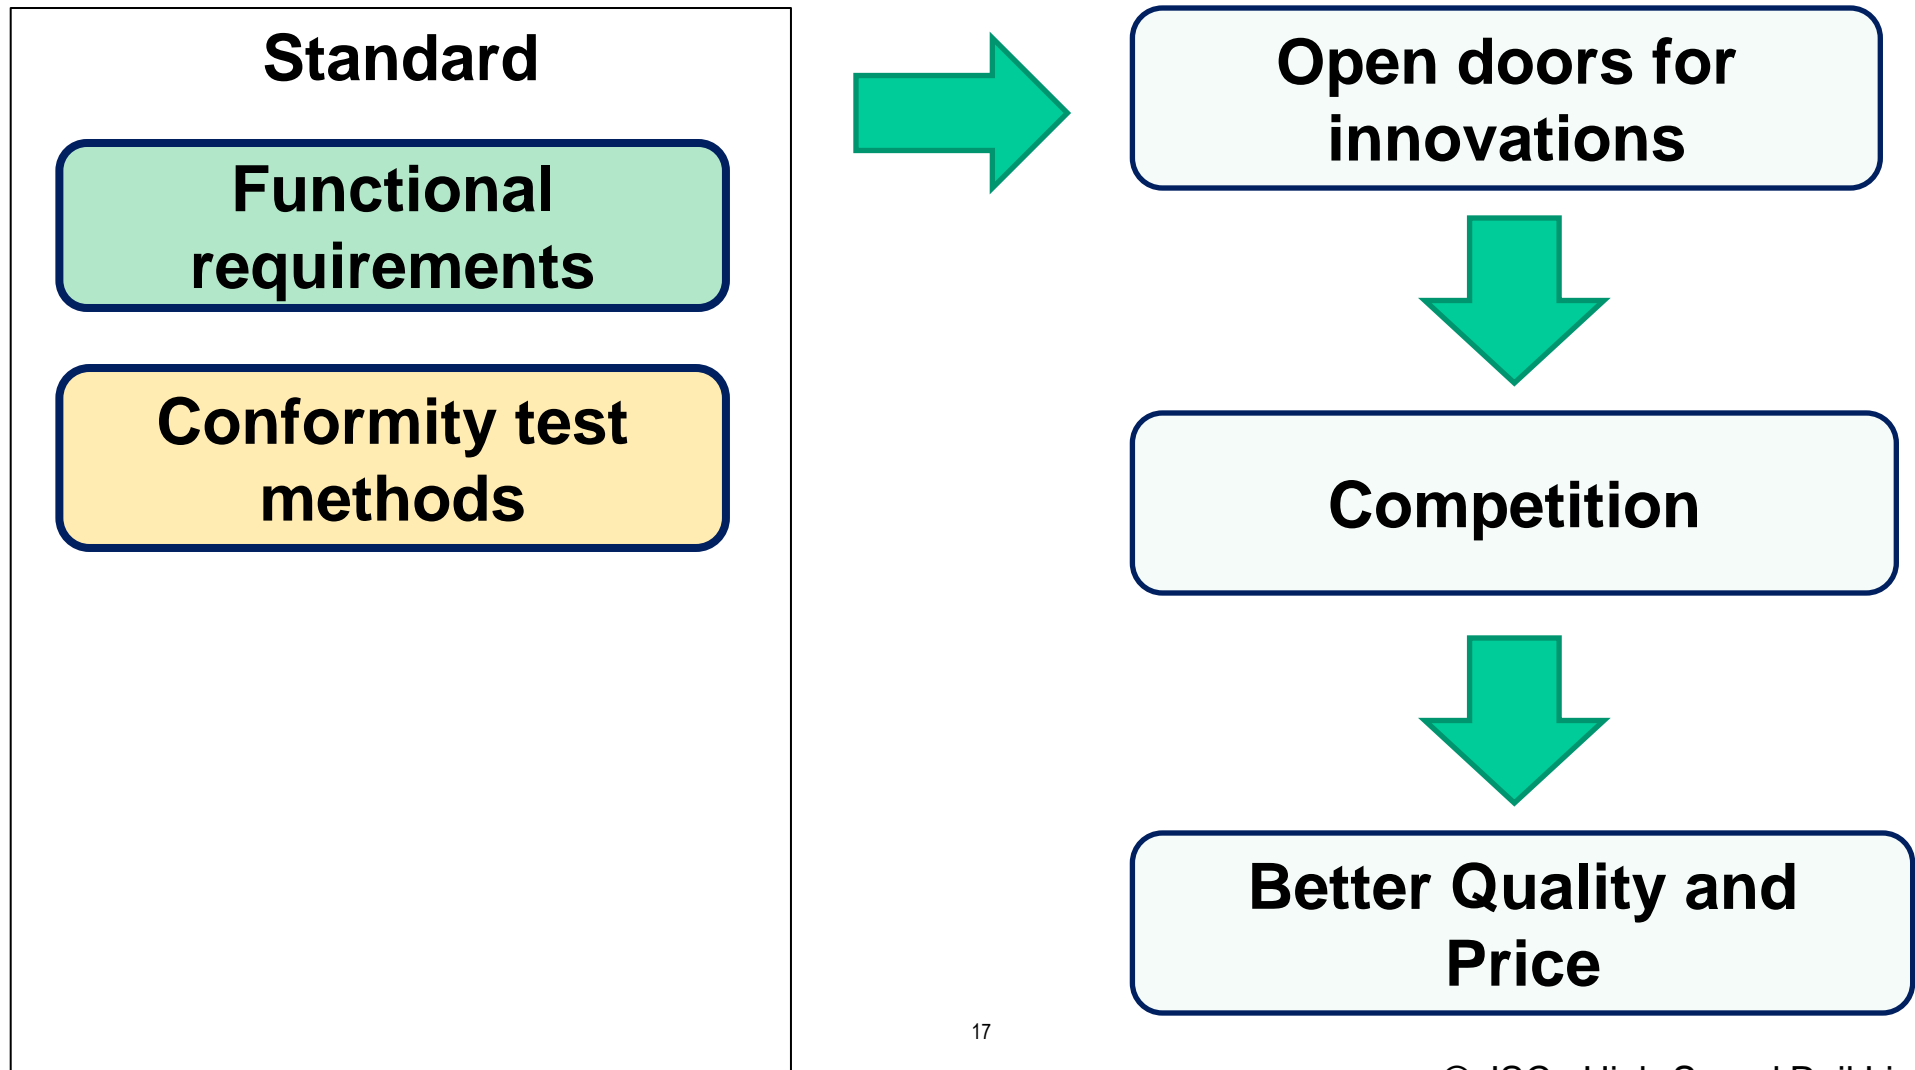 Standard
Functional
requirements
Conformity test
methods
Open doors for
innovations
Competition
Better Quality and
Price
17